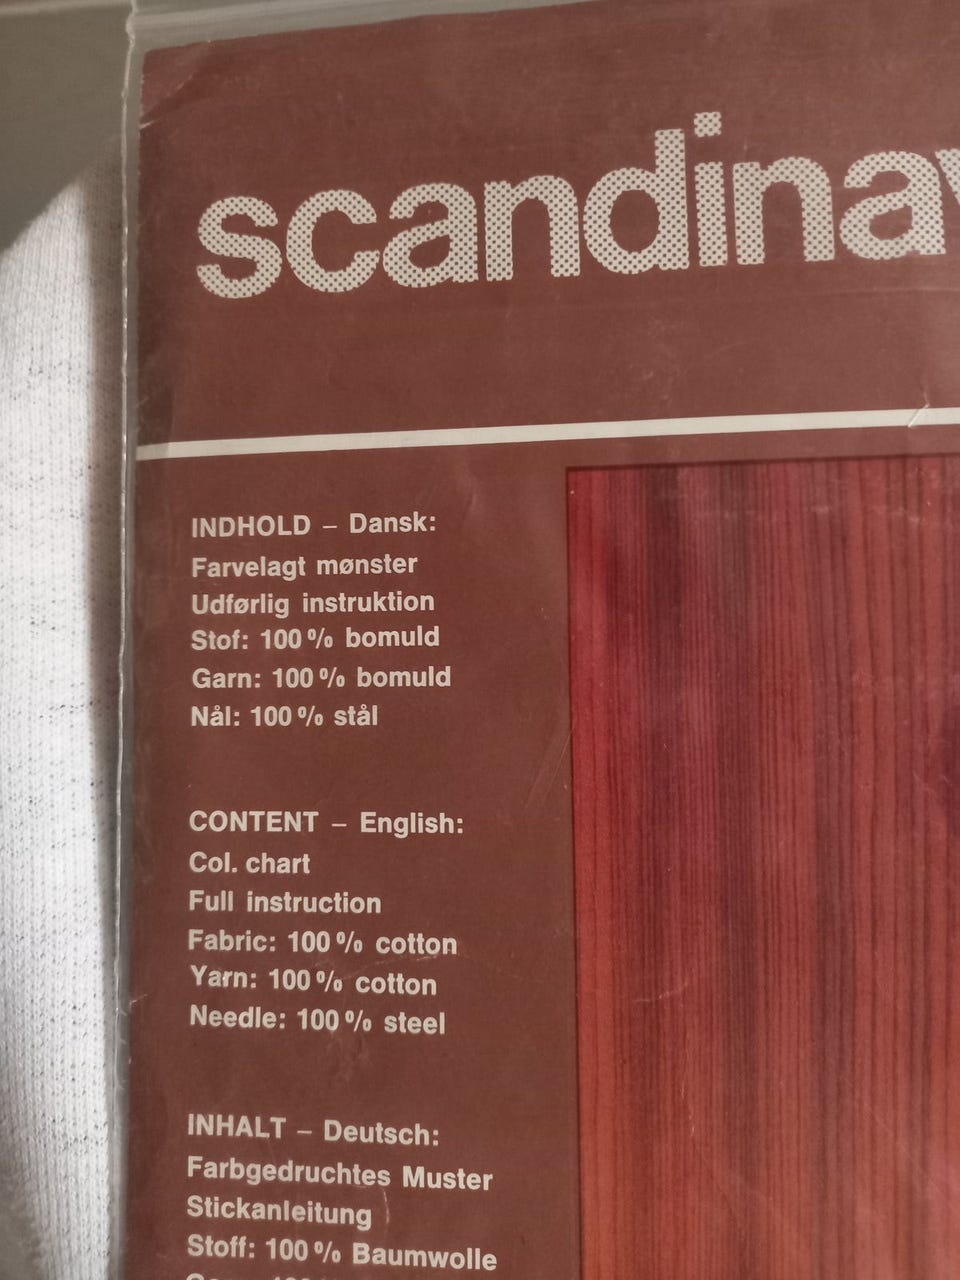 scandinav
INDHOLD – Dansk:
Farvelagt mønster
Udførlig instruktion
Stof: 100 % bomuld
Garn: 100 % bomuld
Nål: 100 % stål
CONTENT – English:
Col. chart
Full instruction
Fabric: 100 % cotton
Yarn: 100 % cotton
Needle: 100 % steel
INHALT – Deutsch:
Farbgedruchtes Muster
Stickanleitung
Stoff: 100 % Baumwolle